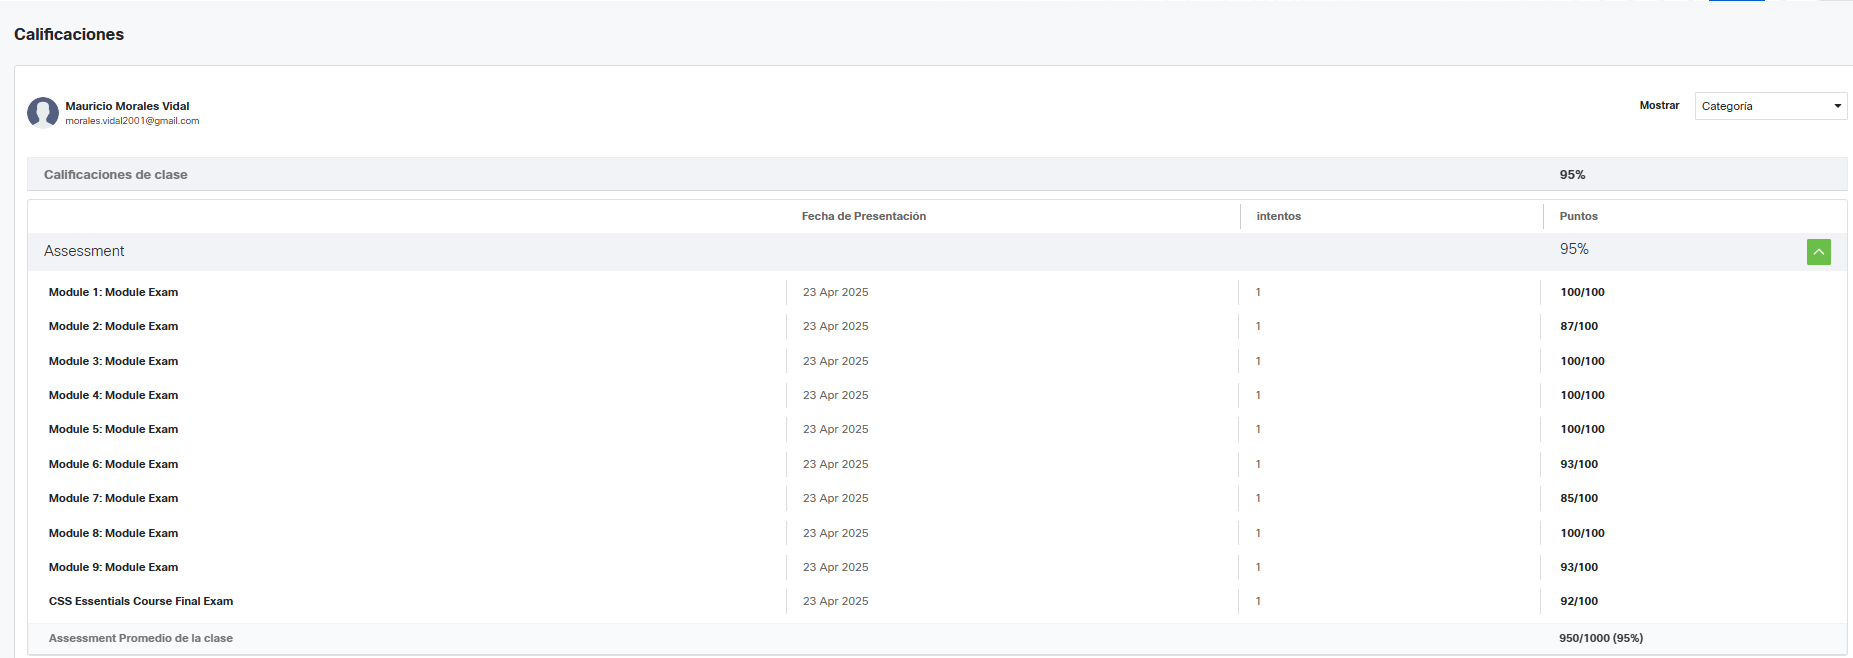 Calificaciones
Mauricio Morales Vidal
morales.vidal2001@gmail.com
Mostrar Categoría
Calificaciones de clase 95%
Fecha de Presentación intentos Puntos
Assessment 95%
Module 1: Module Exam 23 Apr 2025 1 100/100
Module 2: Module Exam 23 Apr 2025 1 87/100
Module 3: Module Exam 23 Apr 2025 1 100/100
Module 4: Module Exam 23 Apr 2025 1 100/100
Module 5: Module Exam 23 Apr 2025 1 100/100
Module 6: Module Exam 23 Apr 2025 1 93/100
Module 7: Module Exam 23 Apr 2025 1 85/100
Module 8: Module Exam 23 Apr 2025 1 100/100
Module 9: Module Exam 23 Apr 2025 1 93/100
CSS Essentials Course Final Exam 23 Apr 2025 1 92/100
Assessment Promedio de la clase 950/1000 (95%)